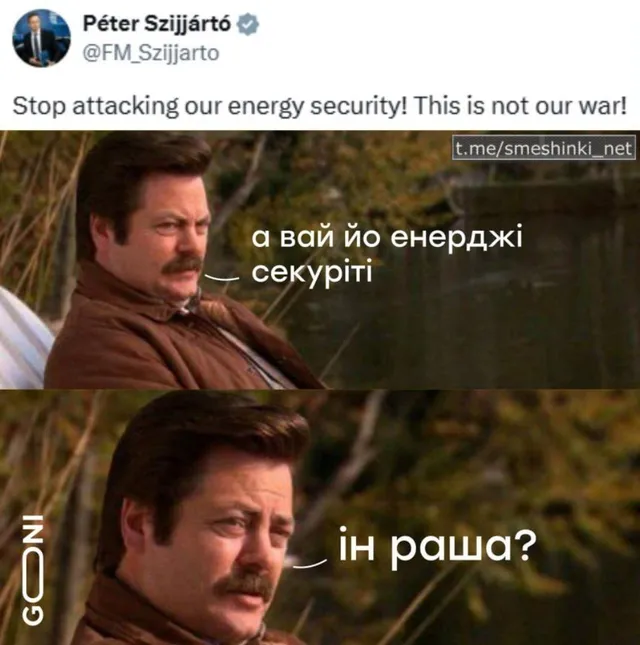 Péter Szijjártó
@FM_Szijjarto
Stop attacking our energy security! This is not our war!
t.me/smeshinki_net
а вай йо енерджі
секуріті
ін раша?
GONI